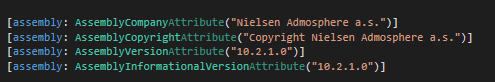 [assembly: AssemblyCompanyAttribute("Nielsen Admosphere a.s.")]
[assembly: AssemblyCopyrightAttribute("Copyright Nielsen Admosphere a.s.")]
[assembly: AssemblyVersionAttribute("10.2.1.0")]
[assembly: AssemblyInformationalVersionAttribute("10.2.1.0")]